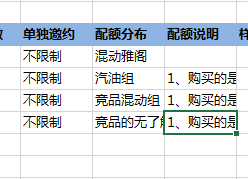 单独邀约 配额分布 配额说明
不限制 混动雅阁
不限制 汽油组 1、购买的是
不限制 竞品混动组 1、购买的是
不限制 竞品的无了解 1、购买的是